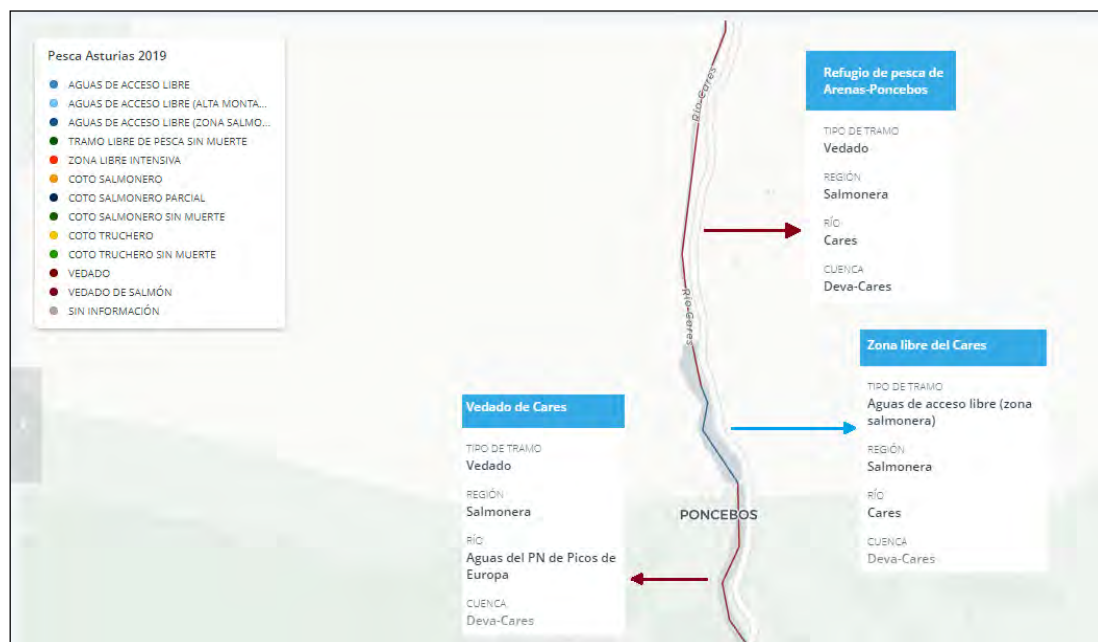 Pesca Asturias 2019
AGUAS DE ACCESO LIBRE
AGUAS DE ACCESO LIBRE (ALTA MONTA...
AGUAS DE ACCESO LIBRE (ZONA SALMO...
TRAMO LIBRE DE PESCA SIN MUERTE
ZONA LIBRE INTENSIVA
COTO SALMONERO
COTO SALMONERO PARCIAL
COTO SALMONERO SIN MUERTE
COTO TRUCHERO
COTO TRUCHERO SIN MUERTE
VEDADO
VEDADO DE SALMÓN
SIN INFORMACIÓN
Río Cares
Refugio de pesca de
Arenas-Poncebos
TIPO DE TRAMO
Vedado
REGIÓN
Salmonera
RÍO
Cares
CUENCA
Deva-Cares
Río Cares
Zona libre del Cares
TIPO DE TRAMO
Aguas de acceso libre (zona
salmonera)
REGIÓN
Salmonera
RÍO
Cares
CUENCA
Deva-Cares
Vedado de Cares
TIPO DE TRAMO
Vedado
REGIÓN
Salmonera
RÍO
Aguas del PN de Picos de
Europa
CUENCA
Deva-Cares
PONCEBOS